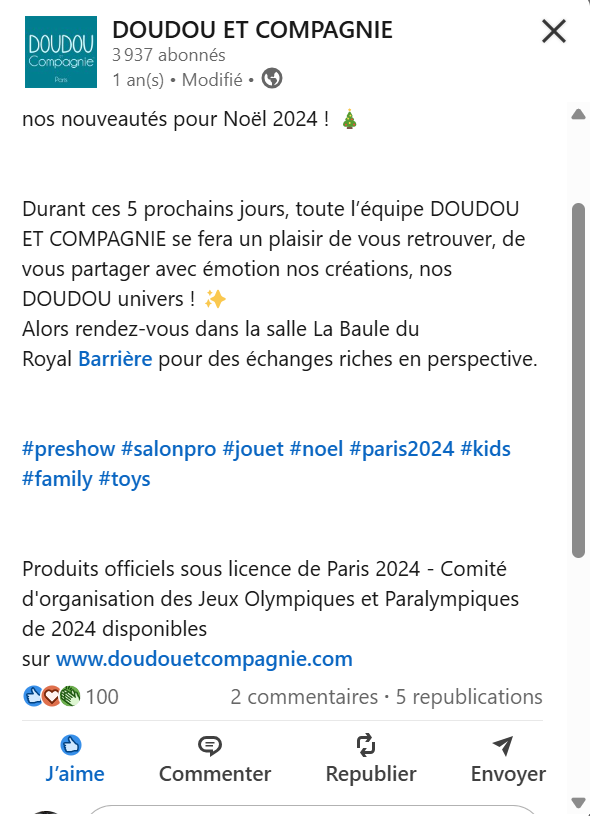 DOUDOU
Compagnie
Paris
DOUDOU ET COMPAGNIE
3 937 abonnés
1 an(s) • Modifié •
nos nouveautés pour Noël 2024 ! 🎄
Durant ces 5 prochains jours, toute l’équipe DOUDOU
ET COMPAGNIE se fera un plaisir de vous retrouver, de
vous partager avec émotion nos créations, nos
DOUDOU univers ! ✨
Alors rendez-vous dans la salle La Baule du
Royal Barrière pour des échanges riches en perspective.
#preshow #salonpro #jouet #noel #paris2024 #kids
#family #toys
Produits officiels sous licence de Paris 2024 - Comité
d'organisation des Jeux Olympiques et Paralympiques
de 2024 disponibles
sur www.doudouetcompagnie.com
100 2 commentaires · 5 republications
J’aime Commenter Republier Envoyer